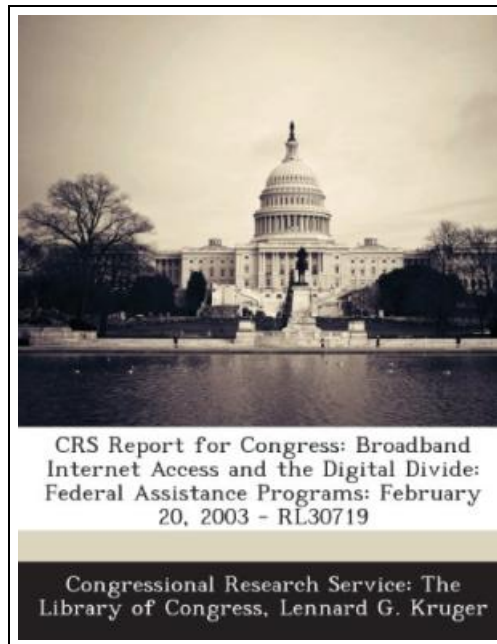 CRS Report for Congress: Broadband
Internet Access and the Digital Divide:
Federal Assistance Programs: February
20, 2003 - RL30719
Congressional Research Service: The
Library of Congress, Lennard G. Kruger